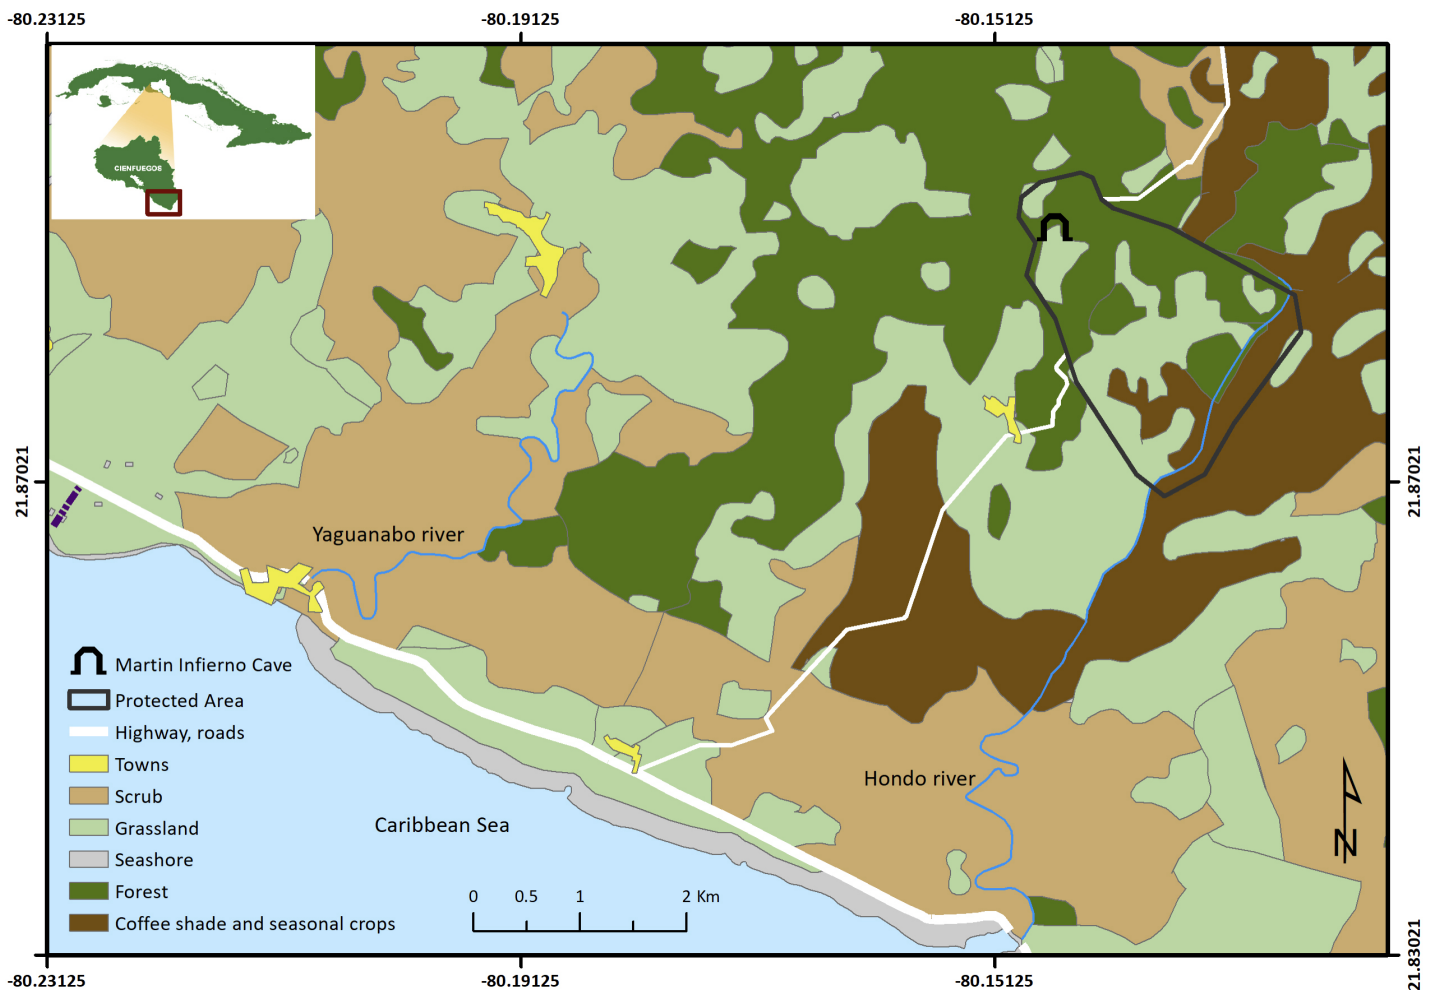 -80.23125 -80.19125 -80.15125
CIENFUEGOS
21.87021
21.87021
Yaguanabo river
Martin Infierno Cave
Protected Area
Highway, roads
Towns
Scrub
Grassland
Seashore
Forest
Coffee shade and seasonal crops
Caribbean Sea
Hondo river
0 0.5 1 2 Km
N
21.83021
-80.23125 -80.19125 -80.15125